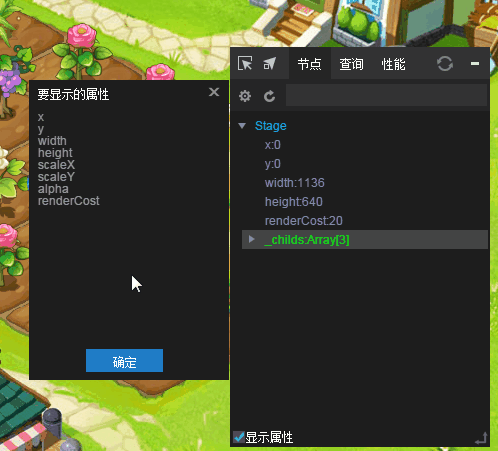 要显示的属性
x
y
width
height
scaleX
scaleY
alpha
renderCost
确定
节点 查询 性能
Stage
x:0
y:0
width:1136
height:640
renderCost:20
_childs:Array[3]
显示属性